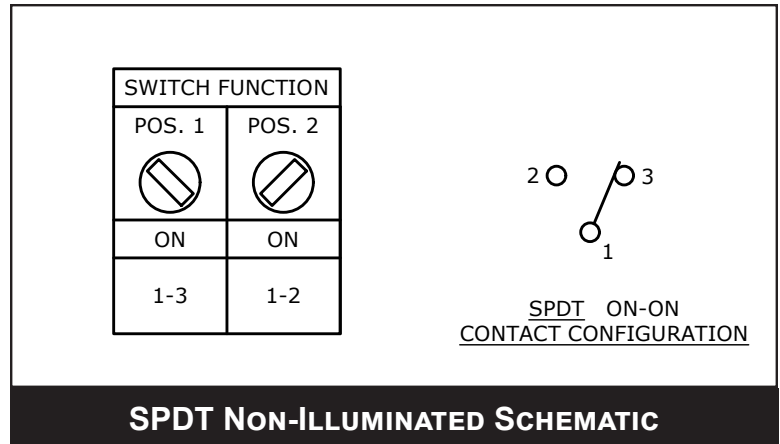 SWITCH FUNCTION
POS. 1 POS. 2
ON ON
1-3 1-2
2 3
1
SPDT ON-ON
CONTACT CONFIGURATION
SPDT NON-ILLUMINATED SCHEMATIC